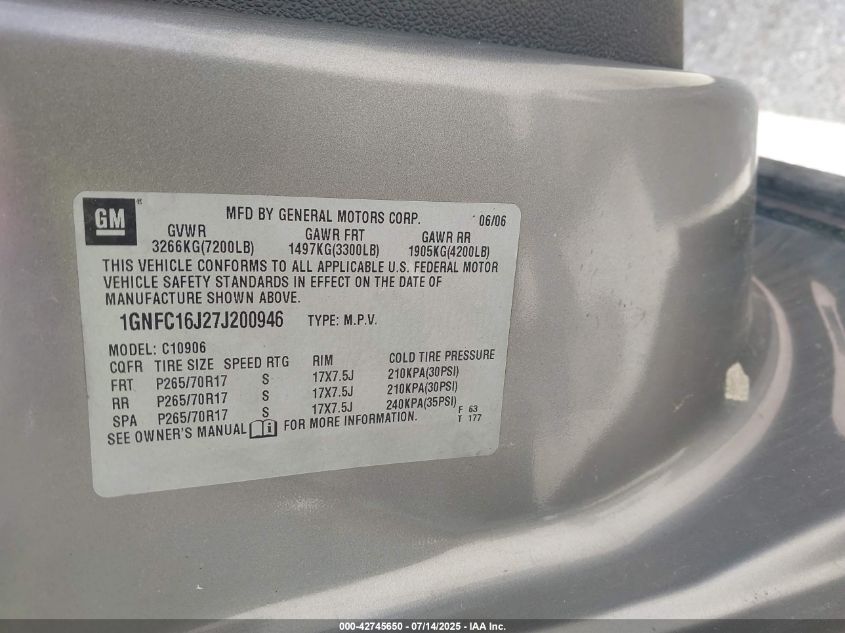 GM ®
MFD BY GENERAL MOTORS CORP. 06/06
GVWR GAWR FRT GAWR RR
3266KG(7200LB) 1497KG(3300LB) 1905KG(4200LB)
THIS VEHICLE CONFORMS TO ALL APPLICABLE U.S. FEDERAL MOTOR
VEHICLE SAFETY STANDARDS IN EFFECT ON THE DATE OF
MANUFACTURE SHOWN ABOVE.
1GNFC16J27J200946 TYPE: M.P.V.
MODEL: C10906
CQFR TIRE SIZE SPEED RTG RIM COLD TIRE PRESSURE
FRT P265/70R17 S 17X7.5J 210KPA(30PSI)
RR P265/70R17 S 17X7.5J 210KPA(30PSI)
SPA P265/70R17 S 17X7.5J 240KPA(35PSI) F 63
SEE OWNER'S MANUAL i FOR MORE INFORMATION. T 177
000-42745650 - 07/14/2025 - IAA Inc.